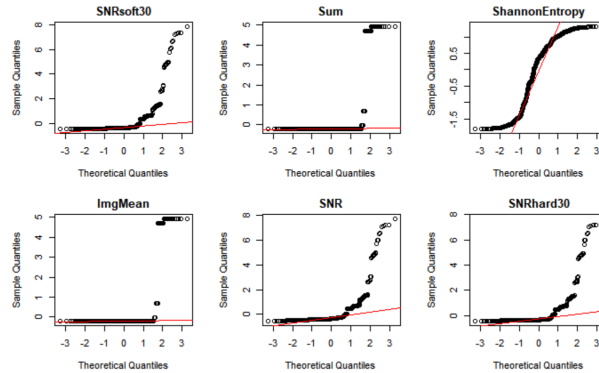 SNRsoft30
Sum
ShannonEntropy
Sample Quantiles
0 2 4 6 8
-3 -2 -1 0 1 2 3
Theoretical Quantiles
Sample Quantiles
0 1 2 3 4 5
-3 -2 -1 0 1 2 3
Theoretical Quantiles
Sample Quantiles
-1.5 -0.5 0.5
-3 -2 -1 0 1 2 3
Theoretical Quantiles
ImgMean
SNR
SNRhard30
Sample Quantiles
0 1 2 3 4 5
-3 -2 -1 0 1 2 3
Theoretical Quantiles
Sample Quantiles
0 2 4 6 8
-3 -2 -1 0 1 2 3
Theoretical Quantiles
Sample Quantiles
0 2 4 6 8
-3 -2 -1 0 1 2 3
Theoretical Quantiles